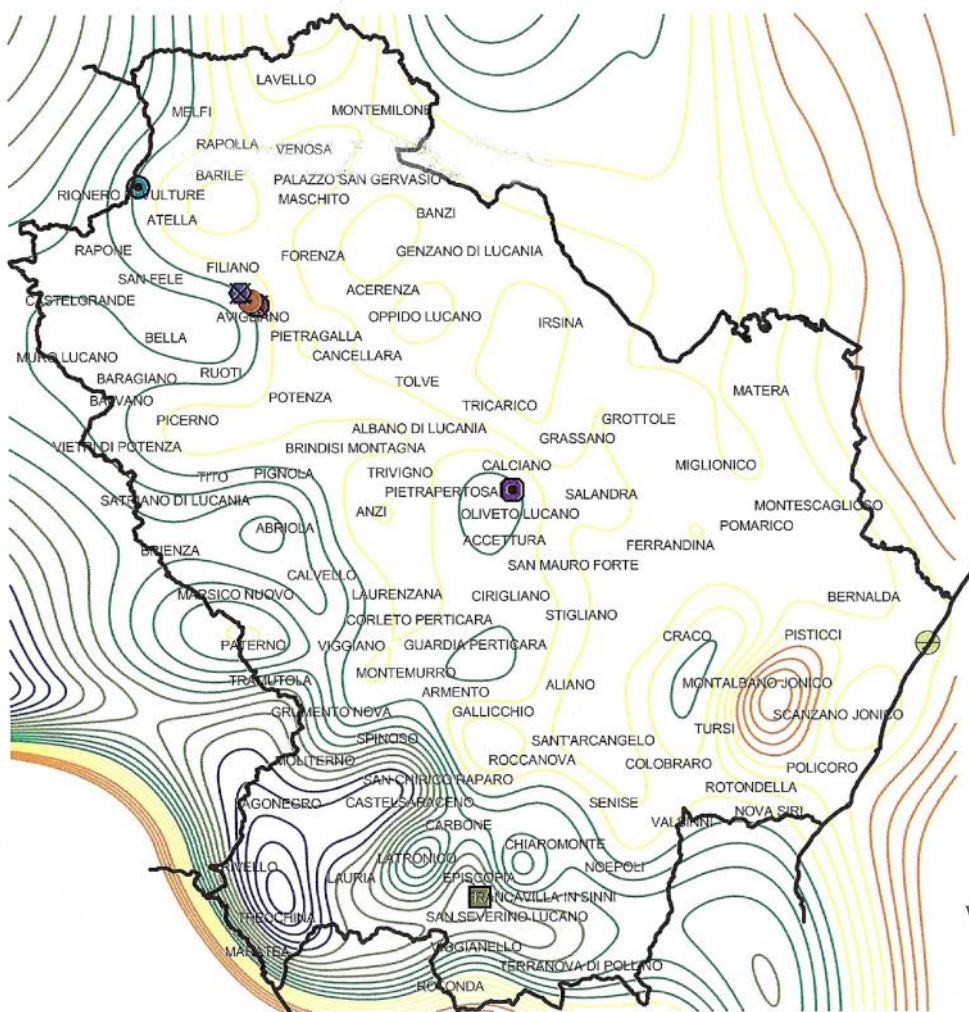 LAVELLO
MELFI
MONTEMILONE
RAPOLLA
VENOSA
BARILE
PALAZZO SAN GERVASIO
RIONERO VULTURE
MASCHITO
ATELLA
BANZI
RAPONE
FORENZA
GENZANO DI LUCANIA
SAN FELE
FILIANO
CASTELGRANDE
ACERENZA
AVIGLIANO
OPPIDO LUCANO
IRSINA
BELLA
PIETRAGALLA
MURO LUCANO
CANCELLARA
BARAGIANO
RUOTI
TOLVE
MATERA
BALVANO
POTENZA
TRICARICO
PICERNO
GROTTOLE
ALBANO DI LUCANIA
GRASSANO
VIETRI DI POTENZA
BRINDISI MONTAGNA
TITO
PIGNOLA
TRIVIGNO
CALCIANO
MIGLIONICO
SATRIANO DI LUCANIA
PIETRAPERTOSA
SALANDRA
MONTESCAGLIOSO
ABRIOLA
ANZI
OLIVETO LUCANO
POMARICO
BRIENZA
ACCETTURA
FERRANDINA
SAN MAURO FORTE
CALVELLO
MARSICO NUOVO
LAURENZANA
CIRIGLIANO
BERNALDA
CORLETO PERTICARA
STIGLIANO
PATERNO
VIGGIANO
GUARDIA PERTICARA
CRACO
PISTICCI
MONTEMURRO
TRAMUTOLA
ARMENTO
ALIANO
MONTALBANO JONICO
GRUMENTO NOVA
GALLICCHIO
SCANZANO JONICO
SPINOSO
SANT'ARCANGELO
TURSI
MOLITERNO
ROCCANOVA
COLOBRARO
POLICORO
SAN CHIRICO RAPARO
ROTONDELLA
LAGONEGRO
CASTELSARACENO
SENISE
NOVA SIRI
CARBONE
VALSINNI
CHIAROMONTE
RIVELLO
LATRONICO
NOEPOLI
LAURIA
EPISCOPIA
FRANCAVILLA IN SINNI
TRECCHINA
SAN SEVERINO LUCANO
MARATEA
VIGGIANELLO
TERRANOVA DI POLLINO
ROTONDA